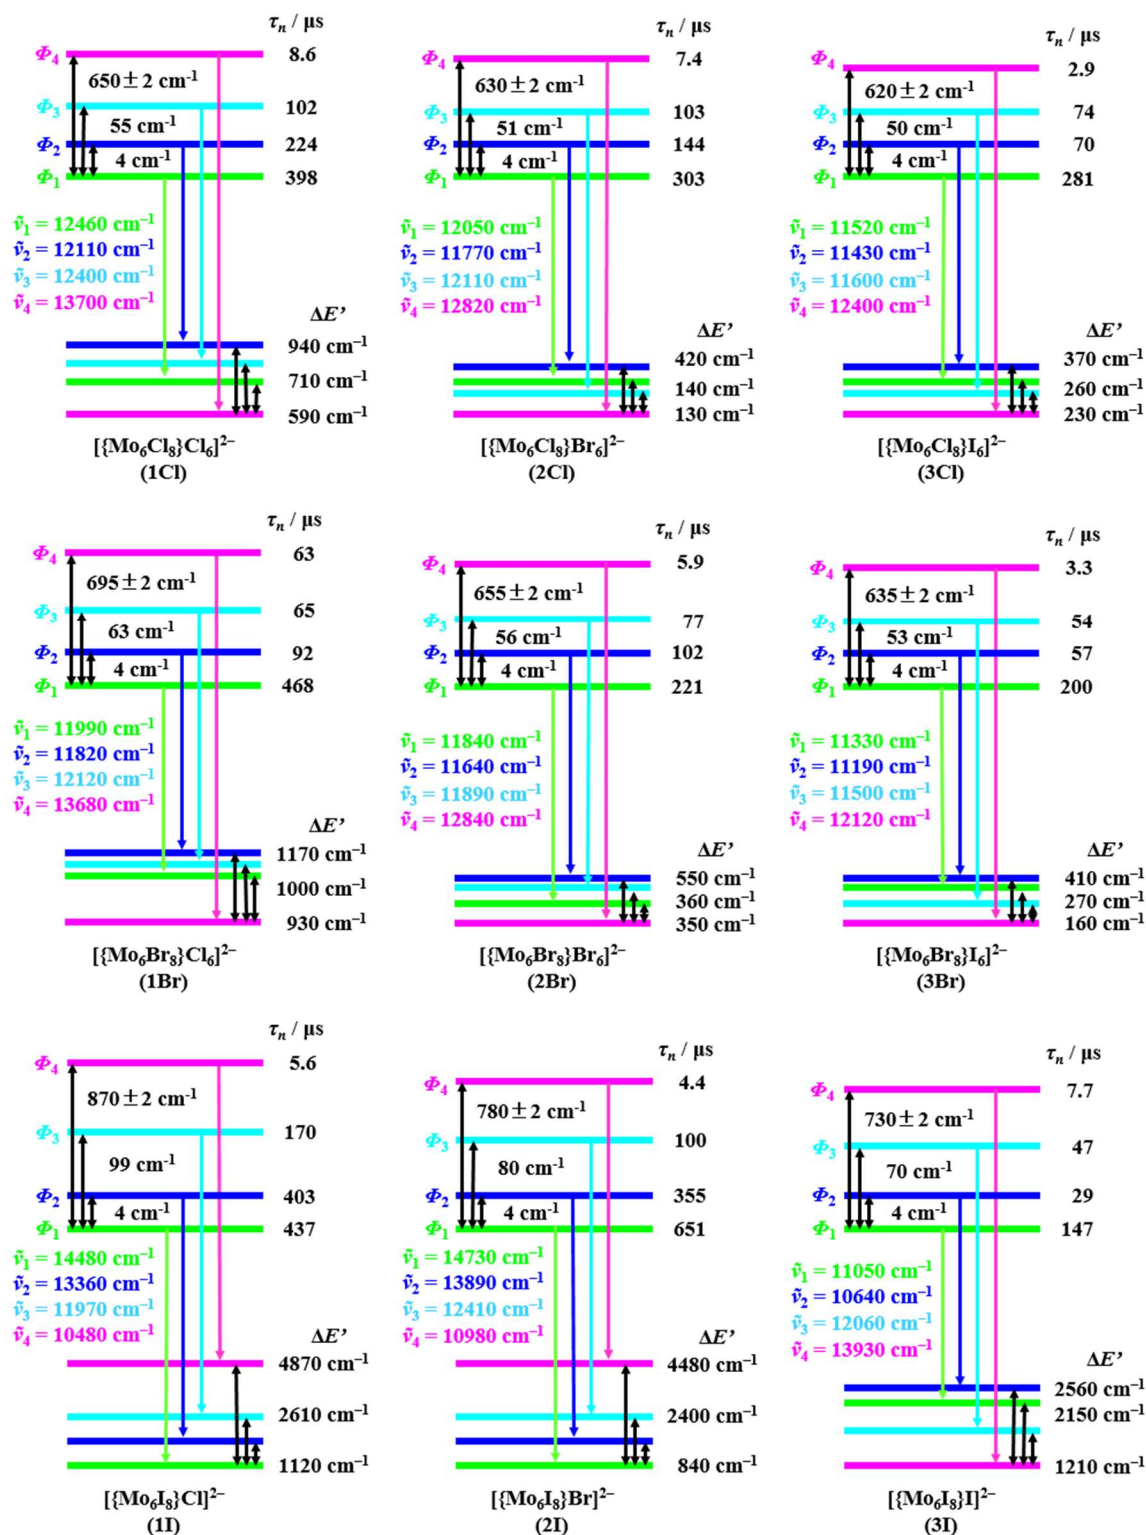 τn / μs
Φ4
8.6
650 ± 2 cm-1
Φ3
102
55 cm-1
Φ2
224
4 cm-1
Φ1
398
ṽ1 = 12460 cm–1
ṽ2 = 12110 cm–1
ṽ3 = 12400 cm–1
ṽ4 = 13700 cm–1
ΔE’
940 cm–1
710 cm–1
590 cm–1
[{Mo6Cl8}Cl6]2–
(1Cl)
τn / μs
Φ4
7.4
630 ± 2 cm-1
Φ3
103
51 cm-1
Φ2
144
4 cm-1
Φ1
303
ṽ1 = 12050 cm–1
ṽ2 = 11770 cm–1
ṽ3 = 12110 cm–1
ṽ4 = 12820 cm–1
ΔE’
420 cm–1
140 cm–1
130 cm–1
[{Mo6Cl8}Br6]2–
(2Cl)
τn / μs
Φ4
2.9
620 ± 2 cm-1
Φ3
74
50 cm-1
Φ2
70
4 cm-1
Φ1
281
ṽ1 = 11520 cm–1
ṽ2 = 11430 cm–1
ṽ3 = 11600 cm–1
ṽ4 = 12400 cm–1
ΔE’
370 cm–1
260 cm–1
230 cm–1
[{Mo6Cl8}I6]2–
(3Cl)
τn / μs
Φ4
63
695 ± 2 cm-1
Φ3
65
63 cm-1
Φ2
92
4 cm-1
Φ1
468
ṽ1 = 11990 cm–1
ṽ2 = 11820 cm–1
ṽ3 = 12120 cm–1
ṽ4 = 13680 cm–1
ΔE’
1170 cm–1
1000 cm–1
930 cm–1
[{Mo6Br8}Cl6]2–
(1Br)
τn / μs
Φ4
5.9
655 ± 2 cm-1
Φ3
77
56 cm-1
Φ2
102
4 cm-1
Φ1
221
ṽ1 = 11840 cm–1
ṽ2 = 11640 cm–1
ṽ3 = 11890 cm–1
ṽ4 = 12840 cm–1
ΔE’
550 cm–1
360 cm–1
350 cm–1
[{Mo6Br8}Br6]2–
(2Br)
τn / μs
Φ4
3.3
635 ± 2 cm-1
Φ3
54
53 cm-1
Φ2
57
4 cm-1
Φ1
200
ṽ1 = 11330 cm–1
ṽ2 = 11190 cm–1
ṽ3 = 11500 cm–1
ṽ4 = 12120 cm–1
ΔE’
410 cm–1
270 cm–1
160 cm–1
[{Mo6Br8}I6]2–
(3Br)
τn / μs
Φ4
5.6
870 ± 2 cm-1
Φ3
170
99 cm-1
Φ2
403
4 cm-1
Φ1
437
ṽ1 = 14480 cm–1
ṽ2 = 13360 cm–1
ṽ3 = 11970 cm–1
ṽ4 = 10480 cm–1
ΔE’
4870 cm–1
2610 cm–1
1120 cm–1
[{Mo6I8}Cl]2–
(1I)
τn / μs
Φ4
4.4
780 ± 2 cm-1
Φ3
100
80 cm-1
Φ2
355
4 cm-1
Φ1
651
ṽ1 = 14730 cm–1
ṽ2 = 13890 cm–1
ṽ3 = 12410 cm–1
ṽ4 = 10980 cm–1
ΔE’
4480 cm–1
2400 cm–1
840 cm–1
[{Mo6I8}Br]2–
(2I)
τn / μs
Φ4
7.7
730 ± 2 cm-1
Φ3
47
70 cm-1
Φ2
29
4 cm-1
Φ1
147
ṽ1 = 11050 cm–1
ṽ2 = 10640 cm–1
ṽ3 = 12060 cm–1
ṽ4 = 13930 cm–1
ΔE’
2560 cm–1
2150 cm–1
1210 cm–1
[{Mo6I8}I]2–
(3I)